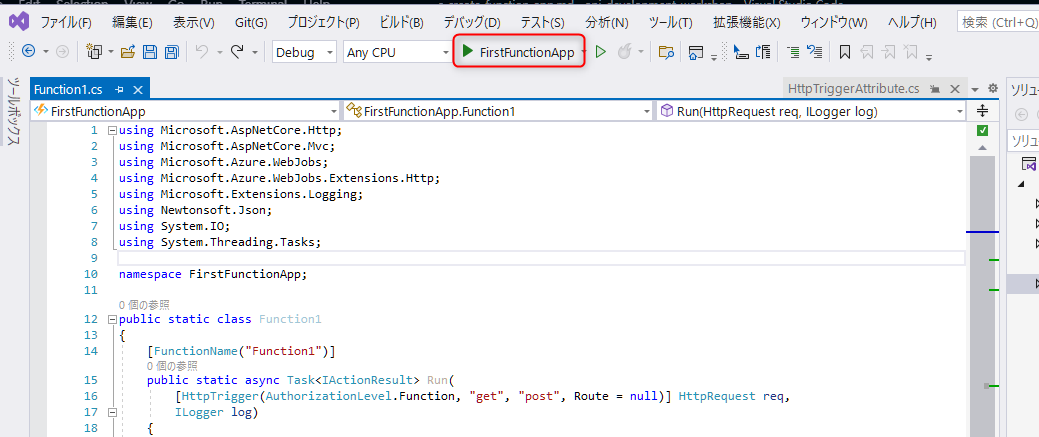 ファイル(F) 編集(E) 表示(V) Git(G) プロジェクト(P) ビルド(B) デバッグ(D) テスト(S) 分析(N) ツール(T) 拡張機能(X) ウィンドウ(W) ヘルプ(H) 検索 (Ctrl+Q)
Debug Any CPU FirstFunctionApp
ツールボックス
Function1.cs HttpTriggerAttribute.cs
FirstFunctionApp FirstFunctionApp.Function1 Run(HttpRequest req, ILogger log)
1 using Microsoft.AspNetCore.Http;
2 using Microsoft.AspNetCore.Mvc;
3 using Microsoft.Azure.WebJobs;
4 using Microsoft.Azure.WebJobs.Extensions.Http;
5 using Microsoft.Extensions.Logging;
6 using Newtonsoft.Json;
7 using System.IO;
8 using System.Threading.Tasks;
9
10 namespace FirstFunctionApp;
11
0 個の参照
12 public static class Function1
13 {
14 [FunctionName("Function1")]
0 個の参照
15 public static async Task<IActionResult> Run(
16 [HttpTrigger(AuthorizationLevel.Function, "get", "post", Route = null)] HttpRequest req,
17 ILogger log)
18 {